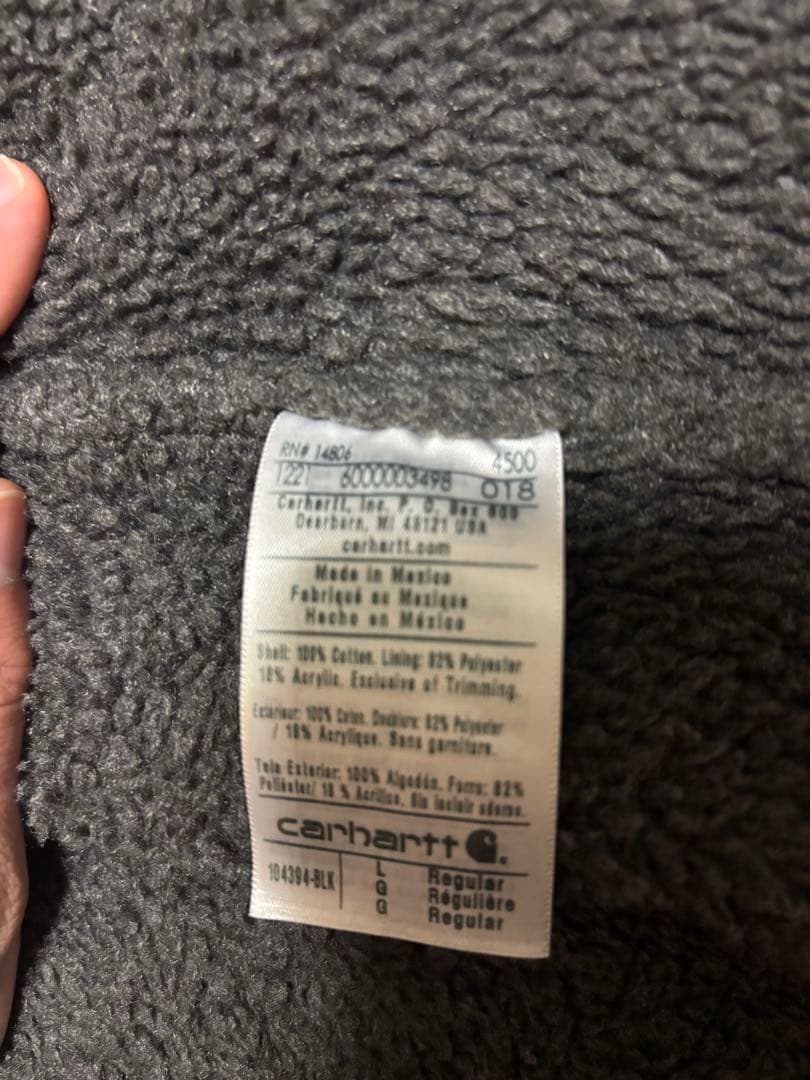 RN# 14806 4500
1221 6000003498 018
Carhartt, Inc. P. O. Box 600
Dearborn, MI 48121 USA
carhartt.com
Made in Mexico
Fabriqué au Mexique
Hecho en México
Shell: 100% Cotton. Lining: 82% Polyester
18% Acrylic. Exclusive of Trimming.
Extérieur: 100% Coton. Doublure: 82% Polyester
/ 18% Acrylique. Sans garniture.
Tela Exterior: 100% Algodón. Forro: 82%
Poliéster/ 18 % Acrílico. Sin incluir adorno.
carhartt
104394-BLK L Regular
G Régulière
G Regular